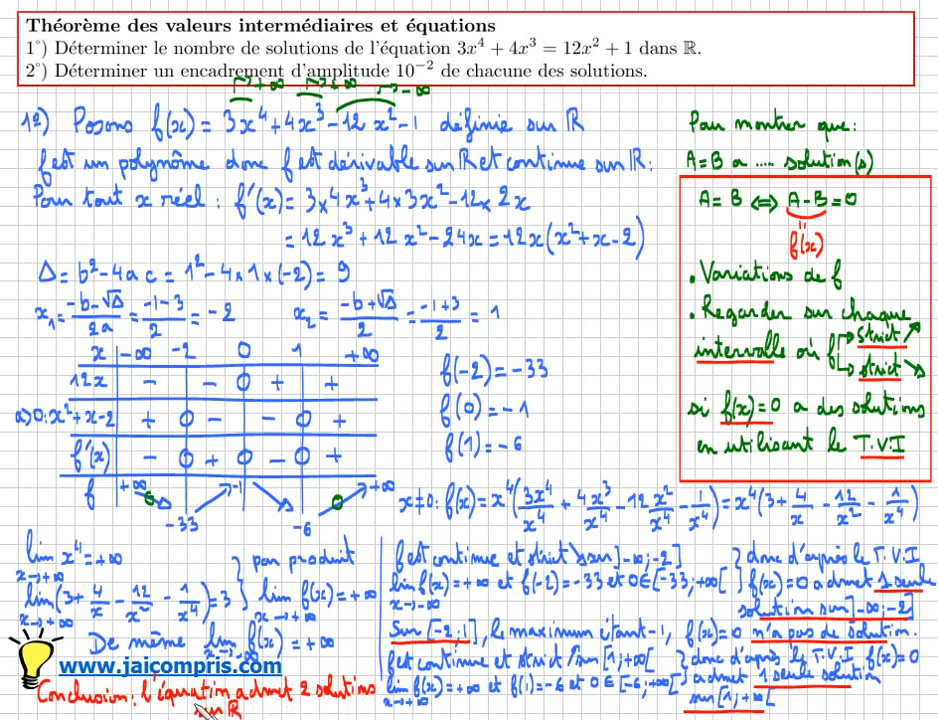 Théorème des valeurs intermédiaires et équations
1°) Déterminer le nombre de solutions de l'équation 3x⁴ + 4x³ = 12x² + 1 dans ℝ.
2°) Déterminer un encadrement d'amplitude 10⁻² de chacune des solutions.
1°) Posons f(x) = 3x⁴+4x³-12x²-1 définie sur ℝ
f est un polynôme donc f est dérivable sur ℝ et continue sur ℝ.
Pour tout x réel : f'(x) = 3×4x³+4×3x²-12×2x
= 12x³+12x²-24x = 12x(x²+x-2)
Δ = b²-4ac = 1²-4×1×(-2) = 9
x₁ = (-b-√Δ)/2a = (-1-3)/2 = -2 x₂ = (-b+√Δ)/2 = (-1+3)/2 = 1
x -∞ -2 0 1 +∞
12x - - 0 + +
a>0: x²+x-2 + 0 - - 0 +
f'(x) - 0 + 0 - 0 +
f +∞ 0 -33 -1 -6 0 +∞
f(-2) = -33
f(0) = -1
f(1) = -6
Pour montrer que :
A = B a ..... solution(s)
A = B ⇔ A-B = 0
f(x)
. Variations de f
. Regarder sur chaque
intervalle où f strict ↗
strict ↘
si f(x)=0 a des solutions
en utilisant le T.V.I
x≠0 : f(x) = x⁴(3x⁴/x⁴ + 4x³/x⁴ - 12x²/x⁴ - 1/x⁴) = x⁴(3 + 4/x - 12/x² - 1/x⁴)
lim x⁴ = +∞
x→+∞
lim (3 + 4/x - 12/x² - 1/x⁴) = 3
x→+∞
} par produit
lim f(x) = +∞
x→+∞
De même lim f(x) = +∞
www.jaicompris.com
Conclusion : l'équation admet 2 solutions
sur ℝ
f est continue et strict ↘ sur ]-∞;-2]
lim f(x) = +∞ et f(-2) = -33 et 0∈[-33;+∞[
x→-∞
} donc d'après le T.V.I
f(x)=0 admet 1 seule
solution sur ]-∞;-2]
Sur [-2;1], le maximum étant -1, f(x)=0 n'a pas de solution.
f est continue et strict ↗ sur [1;+∞[
lim f(x) = +∞ et f(1) = -6 et 0∈[-6;+∞[
x→+∞
} donc d'après le T.V.I f(x)=0
admet 1 seule solution
sur [1;+∞[